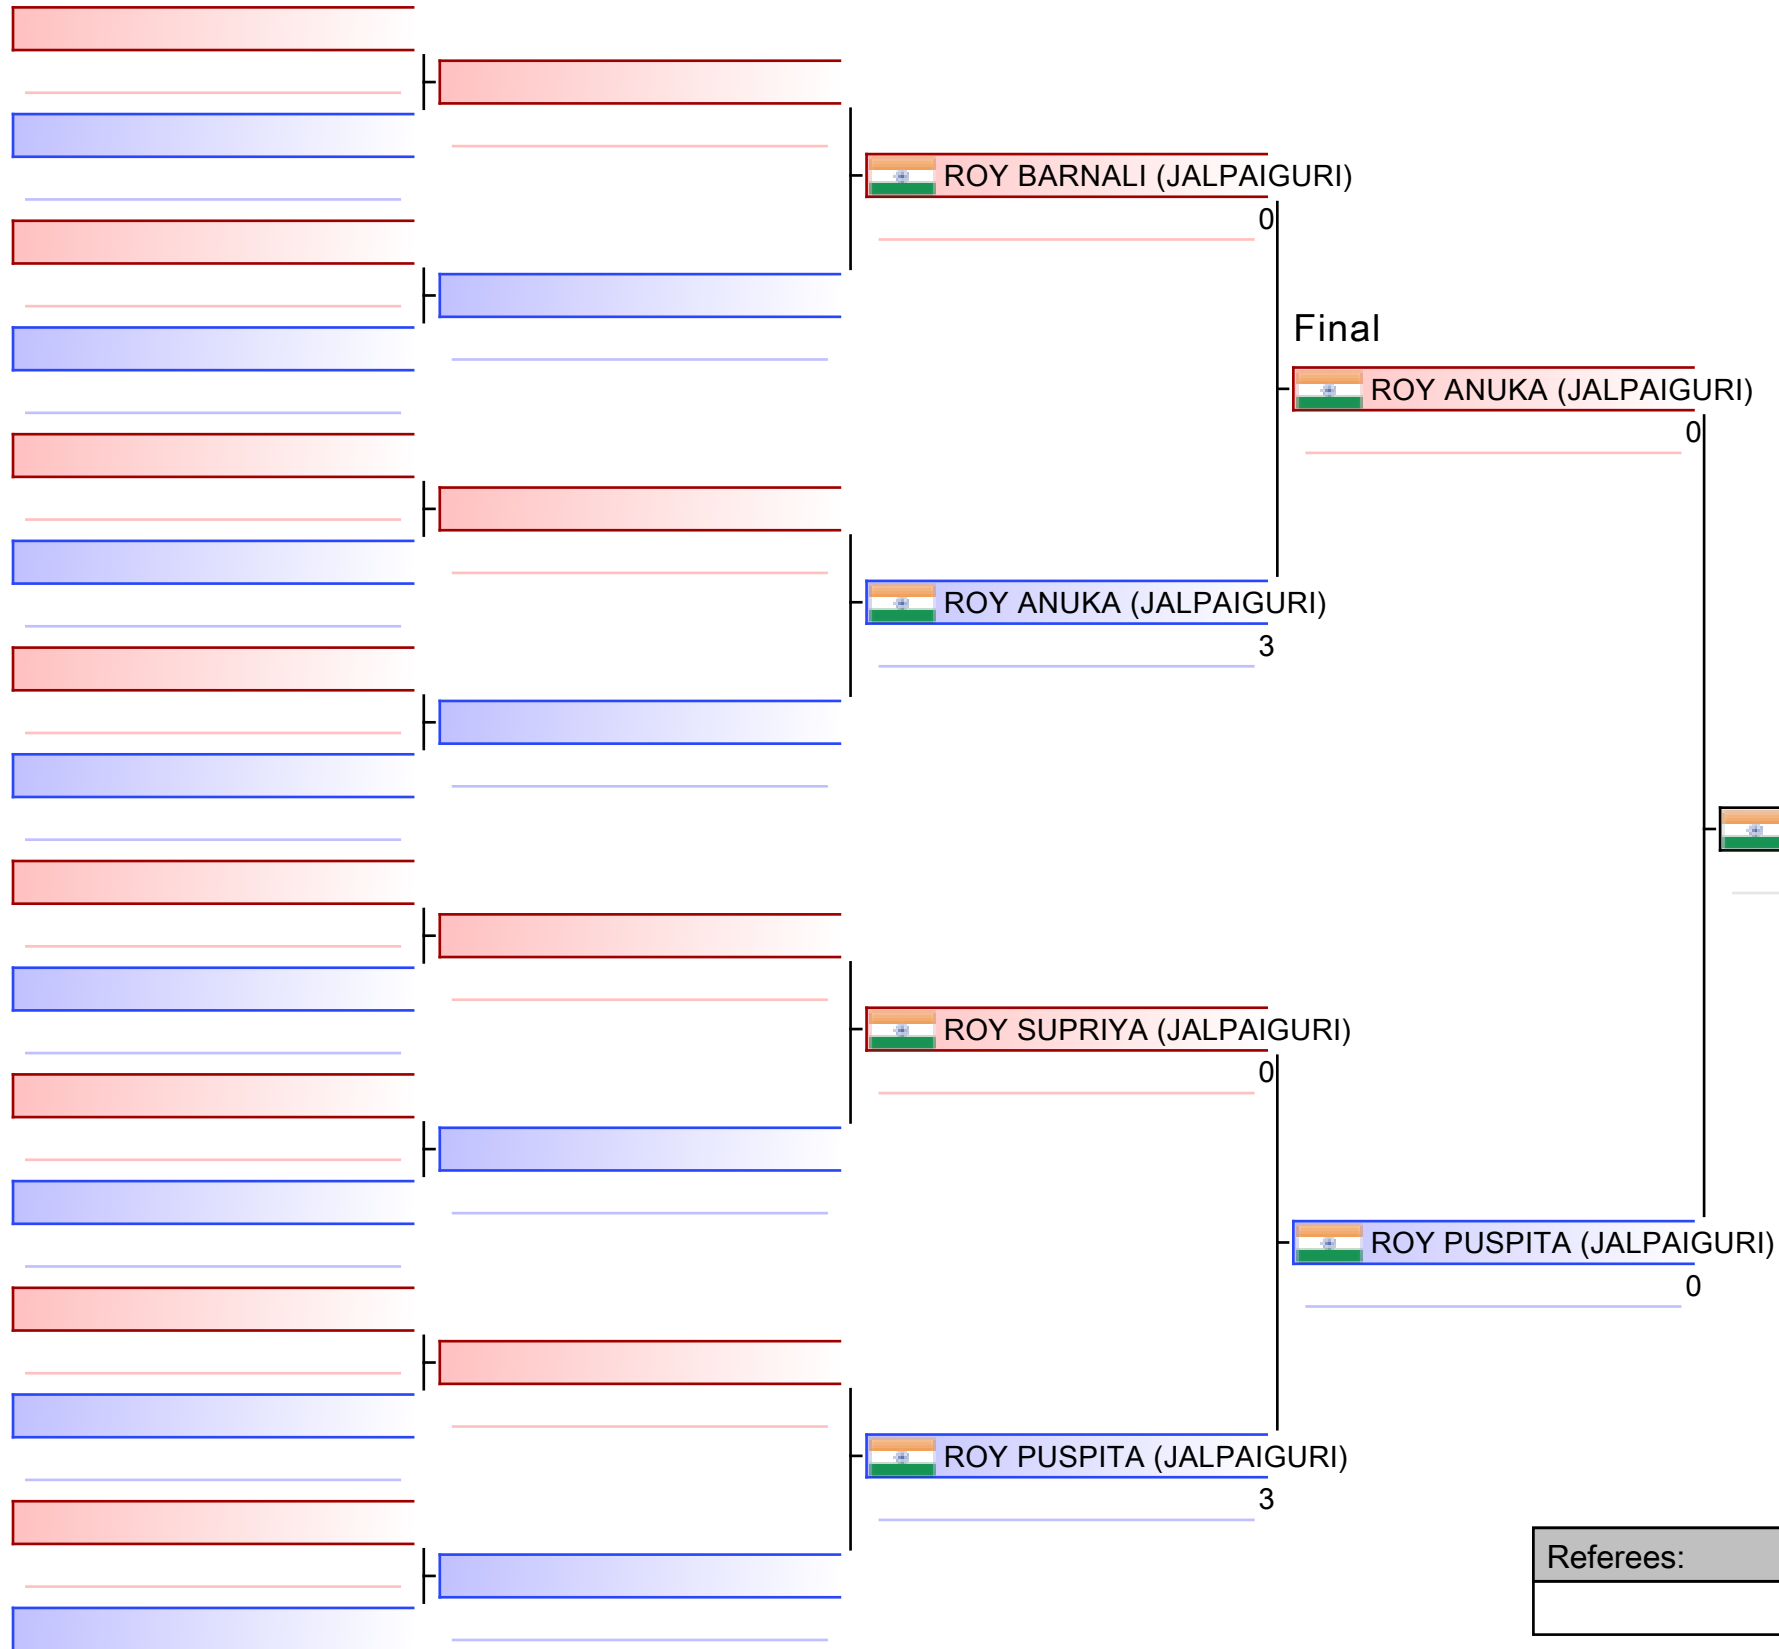 ROY BARNALI (JALPAIGURI)
0
Final
ROY ANUKA (JALPAIGURI)
0
ROY ANUKA (JALPAIGURI)
3
ROY SUPRIYA (JALPAIGURI)
0
ROY PUSPITA (JALPAIGURI)
0
ROY PUSPITA (JALPAIGURI)
3
Referees: